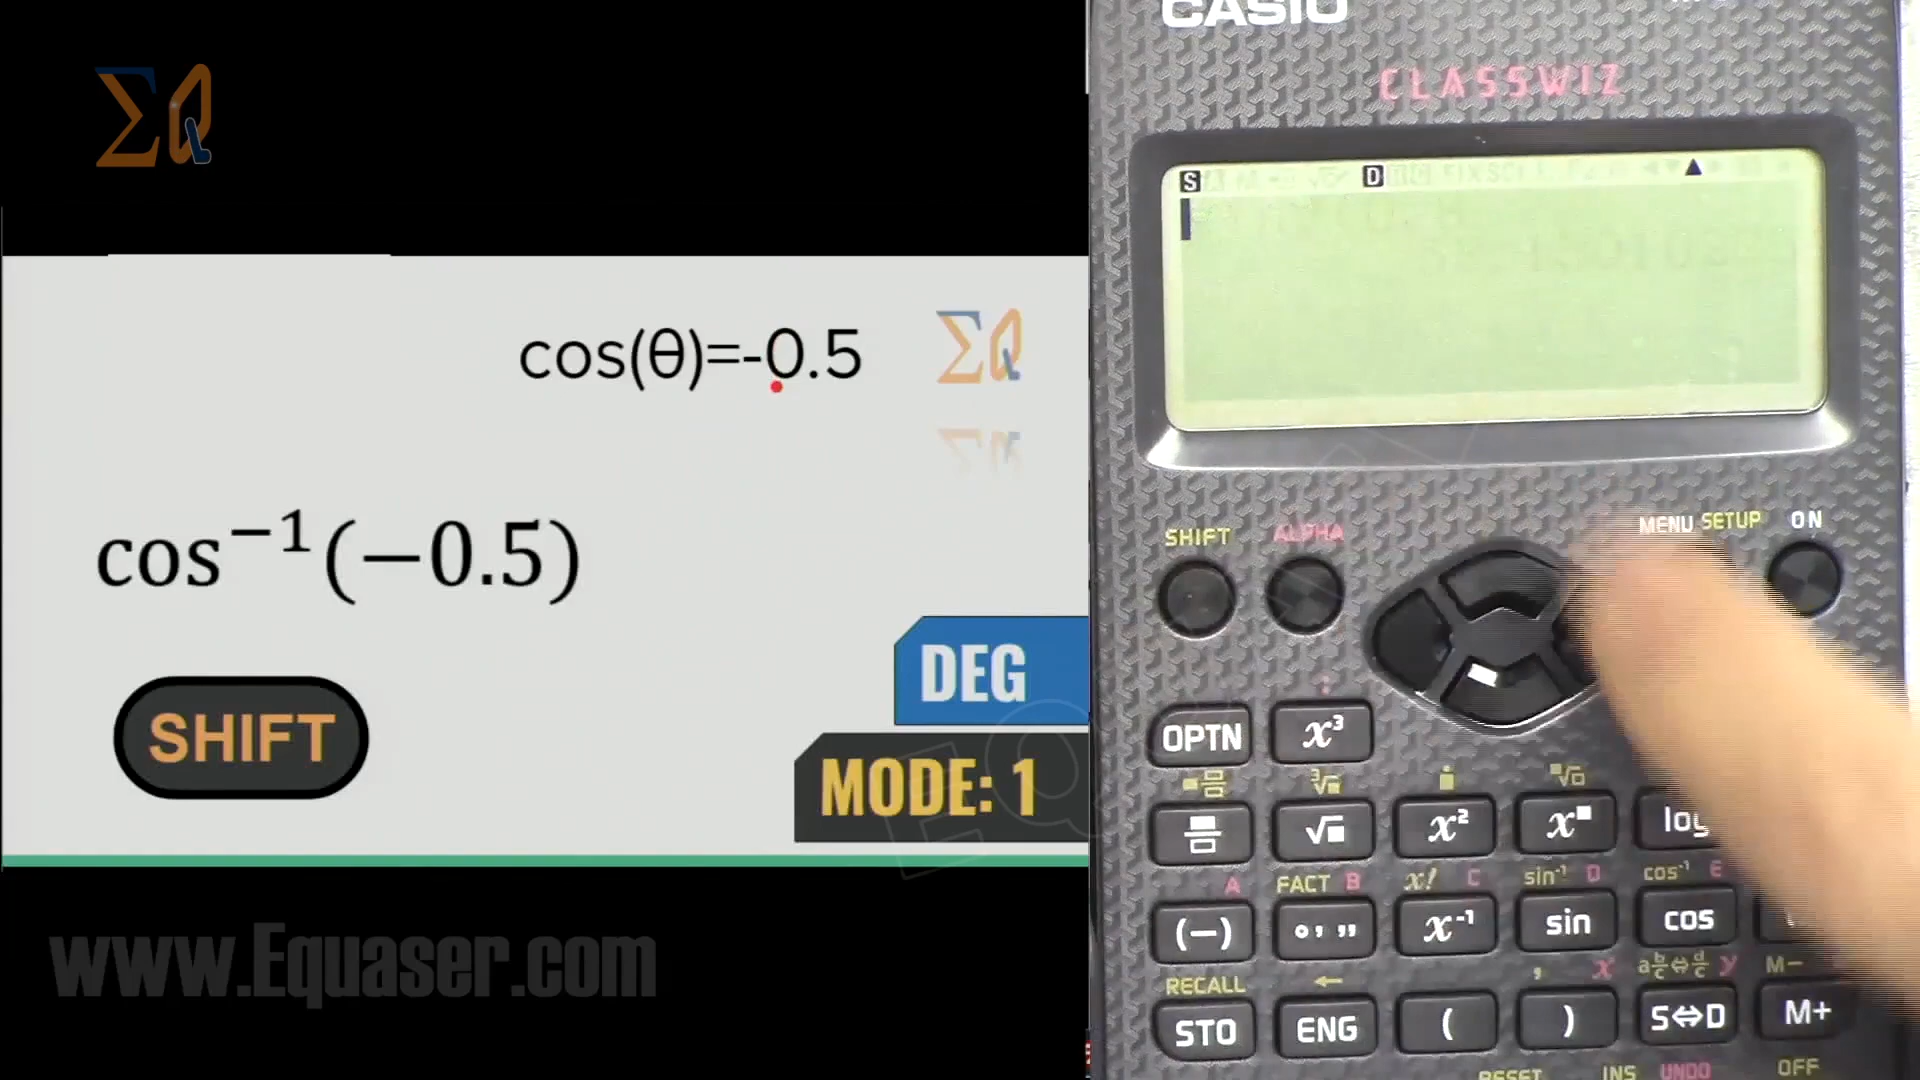 CASIO
CLASSWIZ
S D ▲
cos(θ)=-0.5
cos⁻¹(−0.5)
SHIFT
DEG
MODE: 1
www.Equaser.com
SHIFT ALPHA MENU SETUP ON
OPTN x³
√ x² x log
A FACT B x! C sin⁻¹ D cos⁻¹ E
(−) x⁻¹ sin cos
RECALL ← , x a b/c⇔d/c y M−
STO ENG ( ) S⇔D M+
RESET INS UNDO OFF